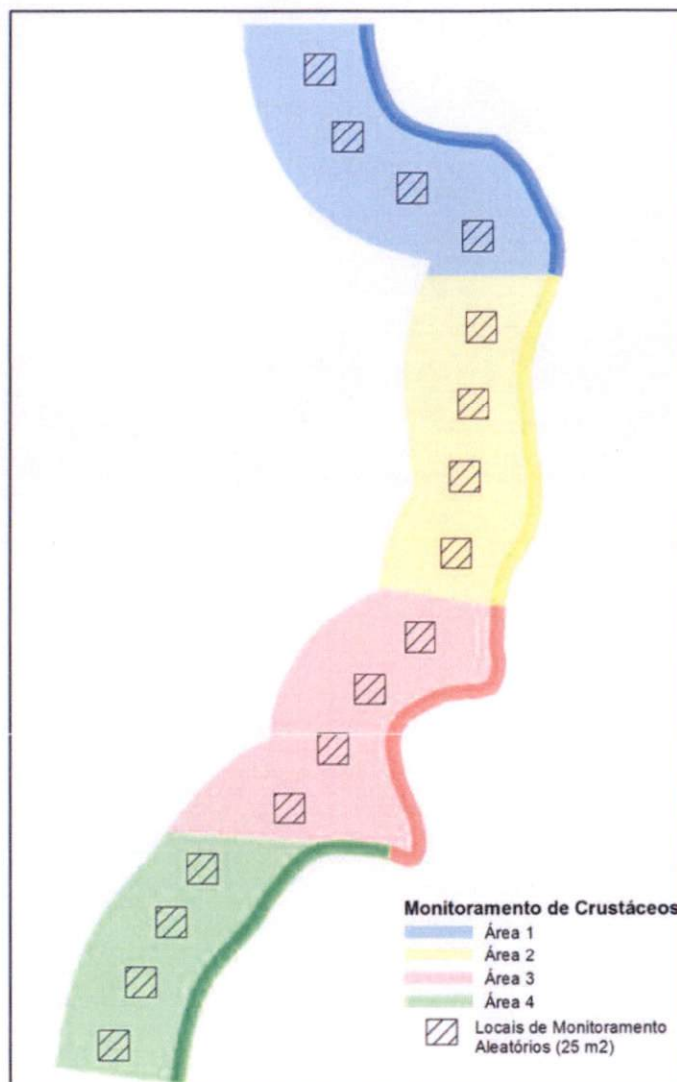 Monitoramento de Crustáceos
Área 1
Área 2
Área 3
Área 4
Locais de Monitoramento
Aleatórios (25 m2)